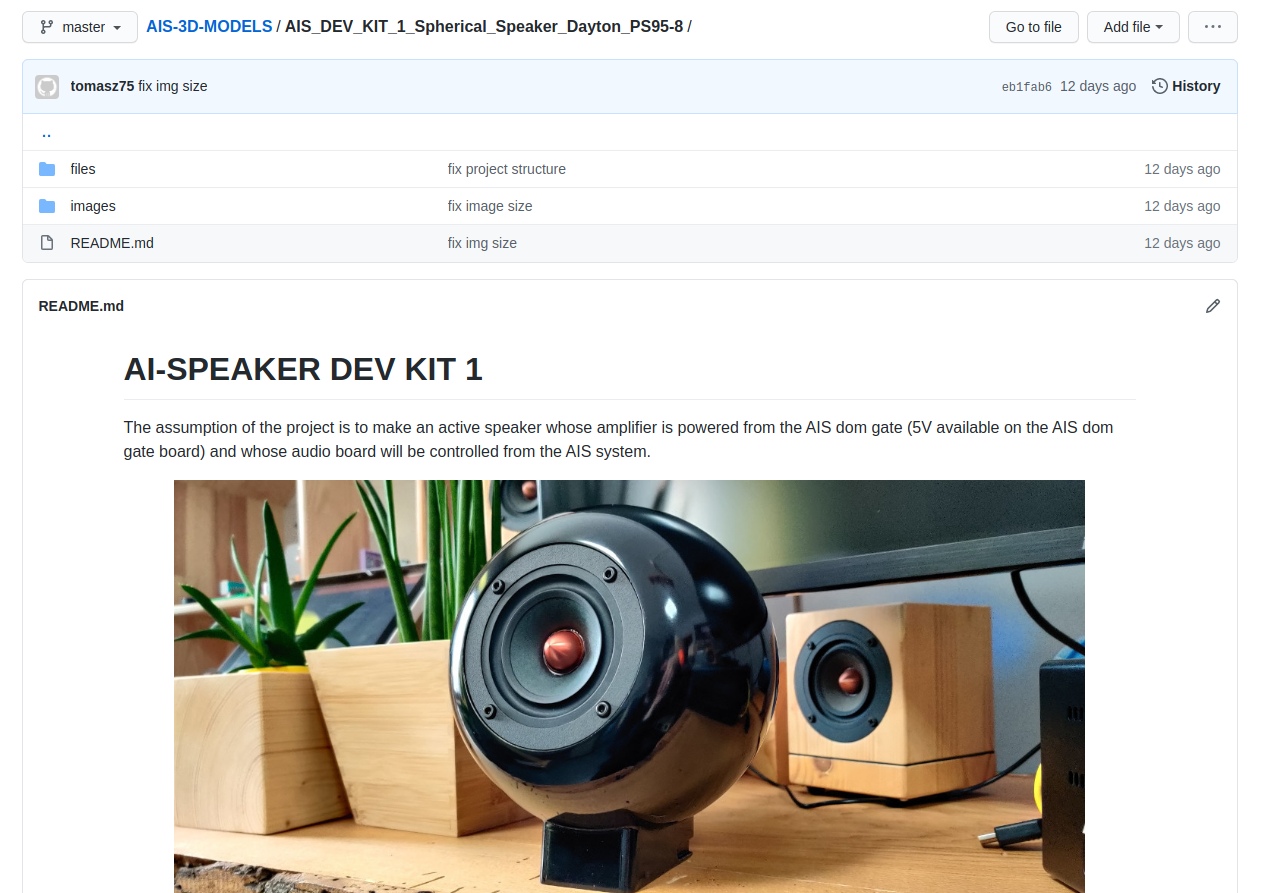 master
AIS-3D-MODELS / AIS_DEV_KIT_1_Spherical_Speaker_Dayton_PS95-8 /
Go to file
Add file
tomasz75 fix img size
eb1fab6 12 days ago
History
..
files fix project structure 12 days ago
images fix image size 12 days ago
README.md fix img size 12 days ago
README.md
AI-SPEAKER DEV KIT 1
The assumption of the project is to make an active speaker whose amplifier is powered from the AIS dom gate (5V available on the AIS dom
gate board) and whose audio board will be controlled from the AIS system.